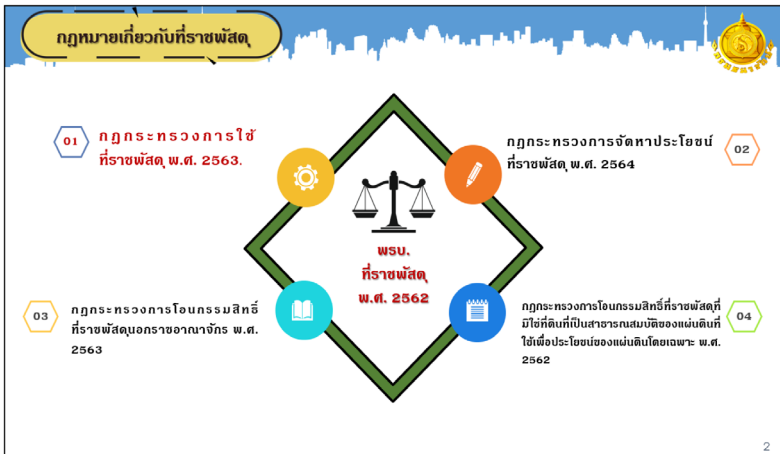 กฎหมายเกี่ยวกับที่ราชพัสดุ
01
กฎกระทรวงการใช้
ที่ราชพัสดุ พ.ศ. 2563.
กฎกระทรวงการจัดหาประโยชน์
ที่ราชพัสดุ พ.ศ. 2564
02
พรบ.
ที่ราชพัสดุ
พ.ศ. 2562
03
กฎกระทรวงการโอนกรรมสิทธิ์
ที่ราชพัสดุนอกราชอาณาจักร พ.ศ.
2563
กฎกระทรวงการโอนกรรมสิทธิ์ที่ราชพัสดุที่
มิใช่ที่ดินที่เป็นสาธารณสมบัติของแผ่นดินที่
ใช้เพื่อประโยชน์ของแผ่นดินโดยเฉพาะ พ.ศ.
2562
04
2